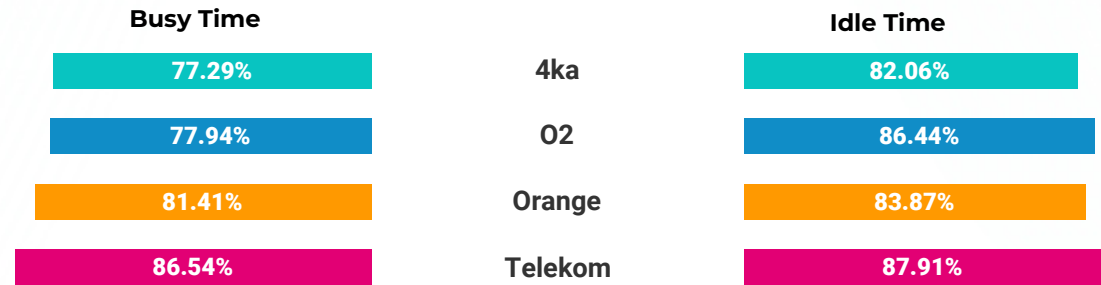 Busy Time
Idle Time
77.29% 4ka 82.06%
77.94% O2 86.44%
81.41% Orange 83.87%
86.54% Telekom 87.91%